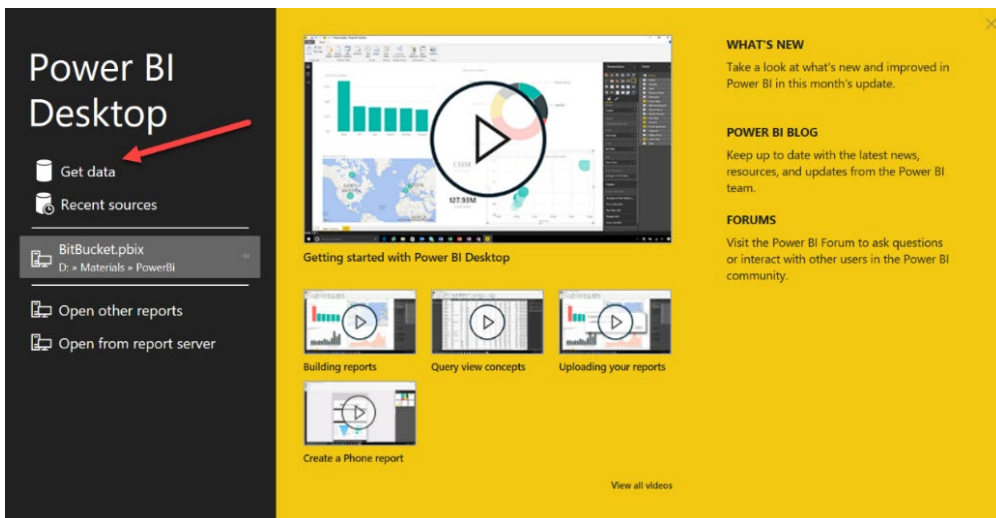 Power BI
Desktop
Get data
Recent sources
BitBucket.pbix
D: » Materials » PowerBi
Open other reports
Open from report server
1.13M
127.93M
Getting started with Power BI Desktop
Building reports
Query view concepts
Uploading your reports
Create a Phone report
View all videos
WHAT'S NEW
Take a look at what's new and improved in
Power BI in this month's update.
POWER BI BLOG
Keep up to date with the latest news,
resources, and updates from the Power BI
team.
FORUMS
Visit the Power BI Forum to ask questions
or interact with other users in the Power BI
community.